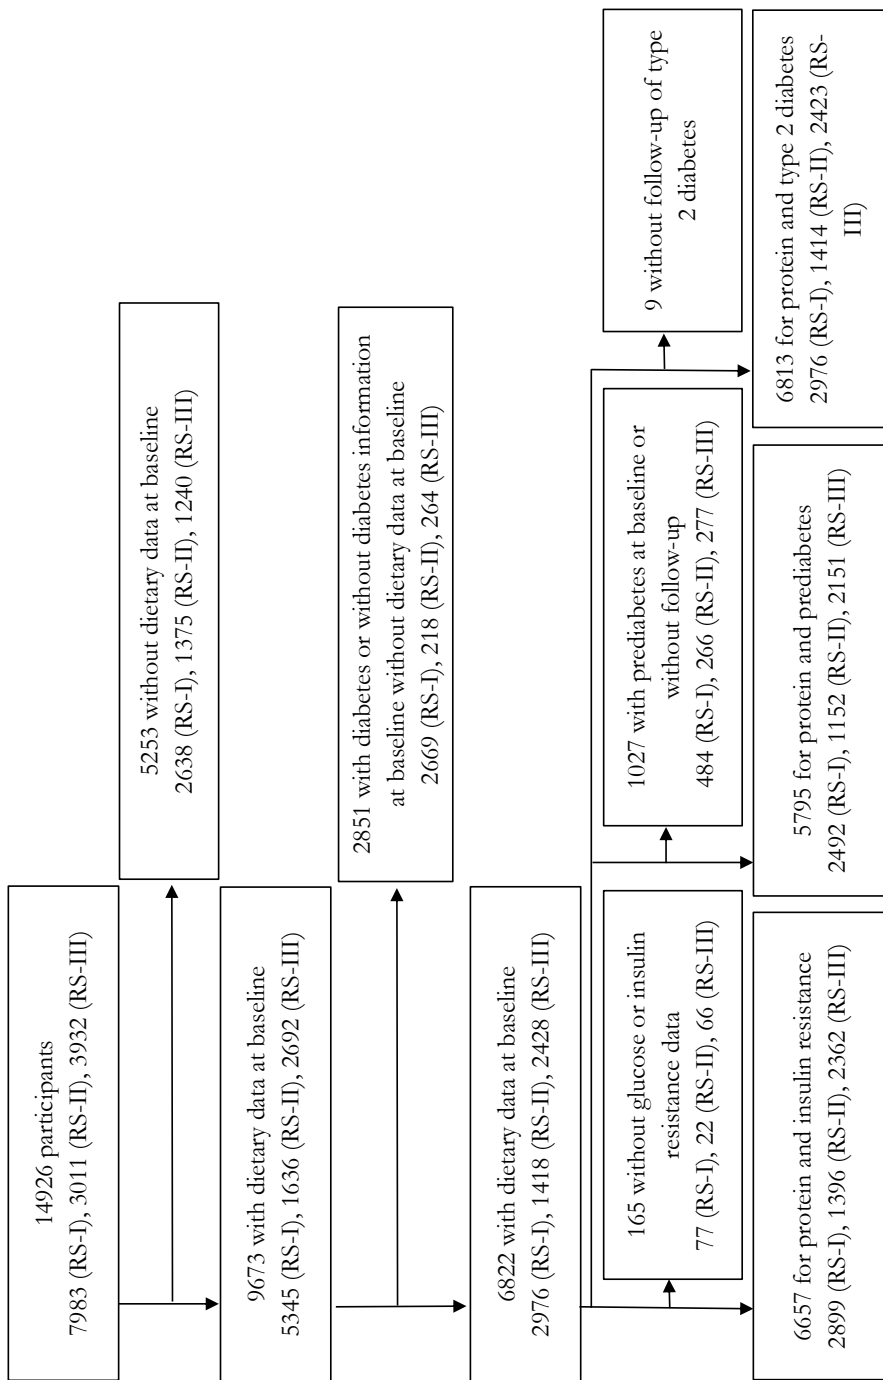 14926 participants
7983 (RS-I), 3011 (RS-II), 3932 (RS-III)
5253 without dietary data at baseline
2638 (RS-I), 1375 (RS-II), 1240 (RS-III)
9673 with dietary data at baseline
5345 (RS-I), 1636 (RS-II), 2692 (RS-III)
2851 with diabetes or without diabetes information
at baseline without dietary data at baseline
2669 (RS-I), 218 (RS-II), 264 (RS-III)
6822 with dietary data at baseline
2976 (RS-I), 1418 (RS-II), 2428 (RS-III)
165 without glucose or insulin
resistance data
77 (RS-I), 22 (RS-II), 66 (RS-III)
1027 with prediabetes at baseline or
without follow-up
484 (RS-I), 266 (RS-II), 277 (RS-III)
9 without follow-up of type
2 diabetes
6657 for protein and insulin resistance
2899 (RS-I), 1396 (RS-II), 2362 (RS-III)
5795 for protein and prediabetes
2492 (RS-I), 1152 (RS-II), 2151 (RS-III)
6813 for protein and type 2 diabetes
2976 (RS-I), 1414 (RS-II), 2423 (RS-
III)